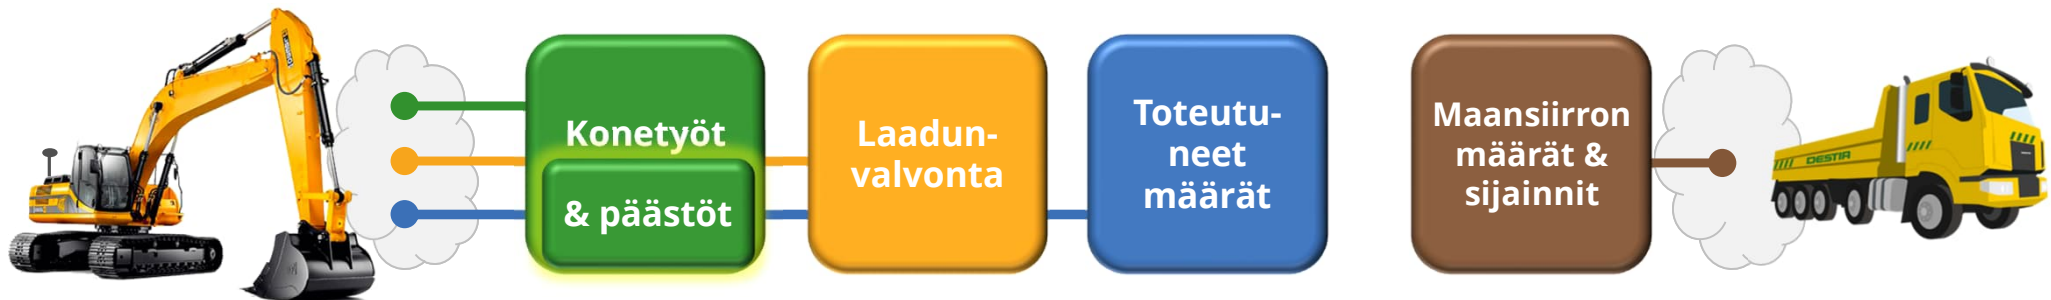 Konetyöt
& päästöt
Laadun-
valvonta
Toteutu-
neet
määrät
Maansiirron
määrät &
sijainnit
DESTIA